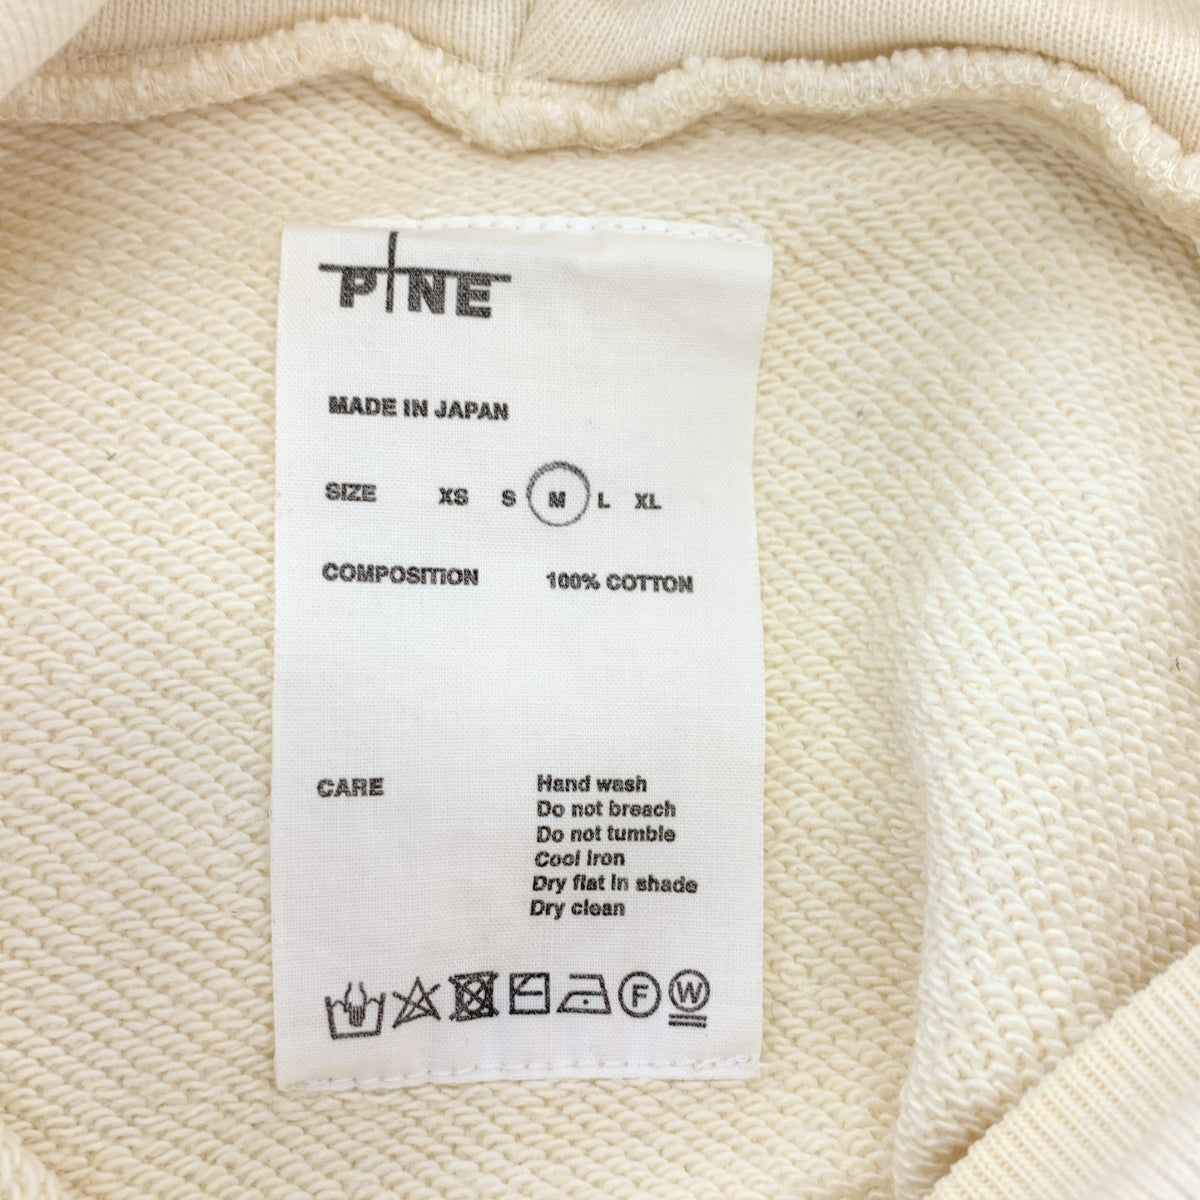 PINE
MADE IN JAPAN
SIZE XS S M L XL
COMPOSITION 100% COTTON
CARE Hand wash
Do not breach
Do not tumble
Cool iron
Dry flat in shade
Dry clean
F W